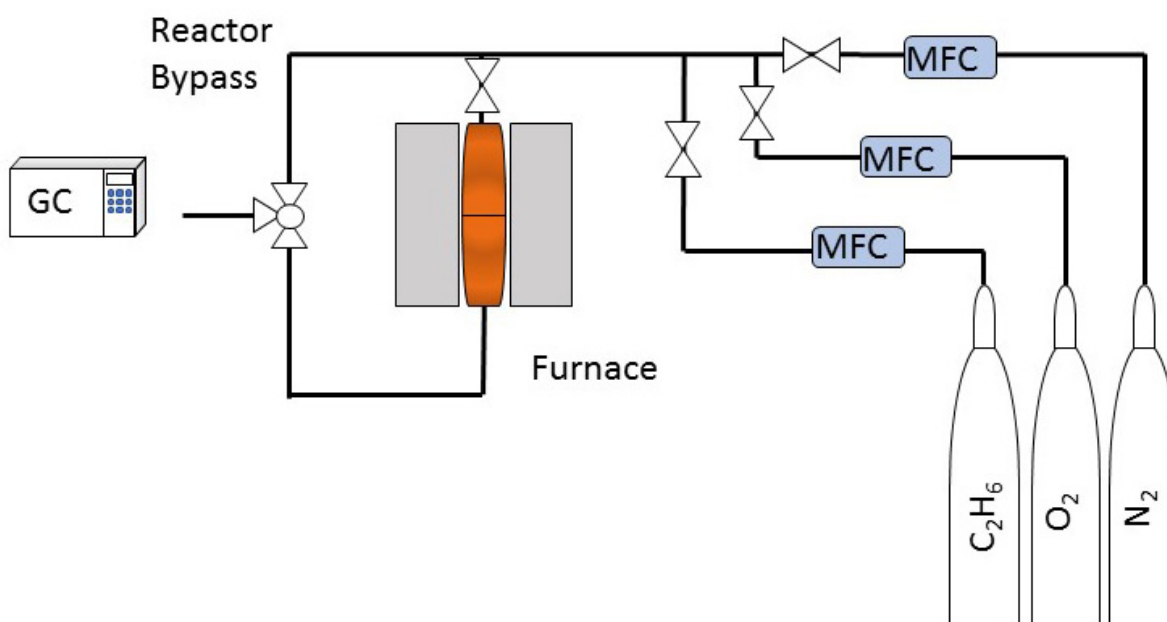 Reactor
Bypass
MFC
MFC
GC
MFC
Furnace
C₂H₆
O₂
N₂